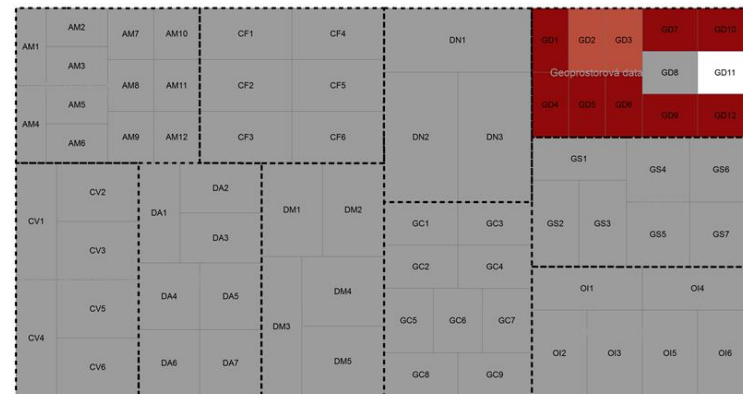 AM1 AM2 AM7 AM10 CF1 CF4 DN1 GD1 GD2 GD3 GD7 GD10
AM3 AM8 AM11 CF2 CF5 Geoprostorová data GD8 GD11
AM4 AM5 AM6 AM9 AM12 CF3 CF6 DN2 DN3 GD4 GD5 GD6 GD9 GD12
GS1 GS4 GS6
GS2 GS3 GS5 GS7
CV1 CV2 DA1 DA2 DM1 DM2 GC1 GC3
CV3 DA3 GC2 GC4
CV4 CV5 DA4 DA5 DM3 DM4 GC5 GC6 GC7 OI1 OI4
CV6 DA6 DA7 DM5 GC8 GC9 OI2 OI3 OI5 OI6